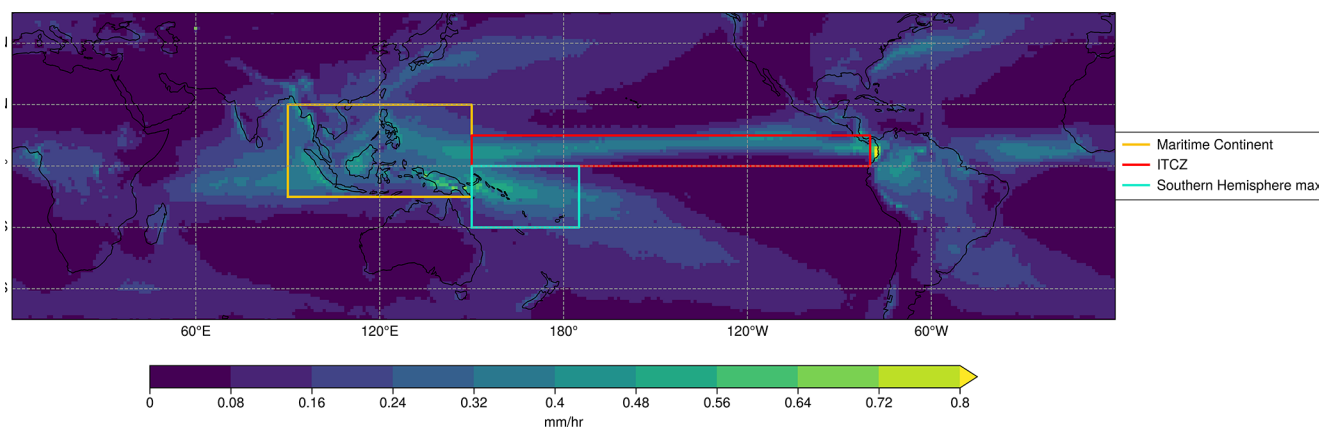 Maritime Continent
ITCZ
Southern Hemisphere max
60°E 120°E 180° 120°W 60°W
0 0.08 0.16 0.24 0.32 0.4 0.48 0.56 0.64 0.72 0.8
mm/hr